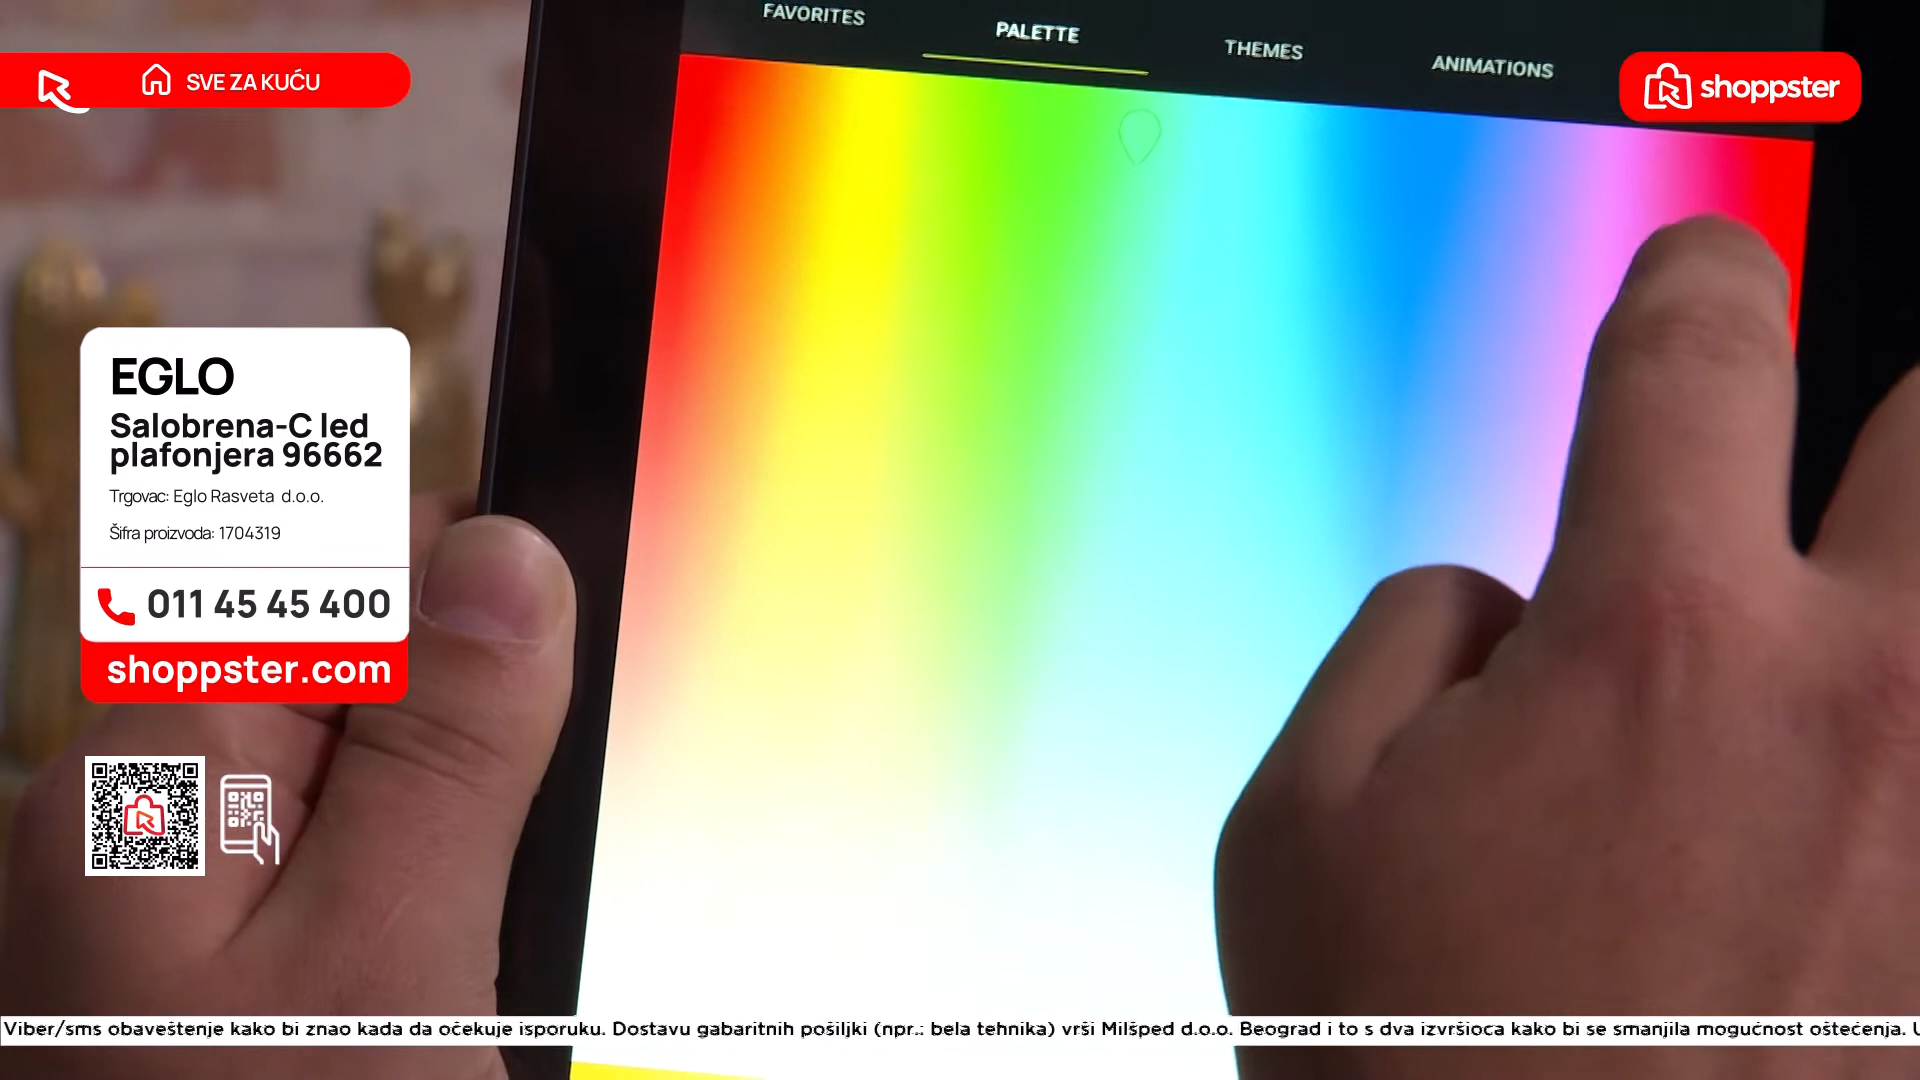 FAVORITES
PALETTE
THEMES
ANIMATIONS
SVE ZA KUĆU
shoppster
EGLO
Salobrena-C led
plafonjera 96662
Trgovac: Eglo Rasveta d.o.o.
Šifra proizvoda: 1704319
011 45 45 400
shoppster.com
Viber/sms obaveštenje kako bi znao kada da očekuje isporuku. Dostavu gabaritnih pošiljki (npr.: bela tehnika) vrši Milšped d.o.o. Beograd i to s dva izvršioca kako bi se smanjila mogućnost oštećenja.